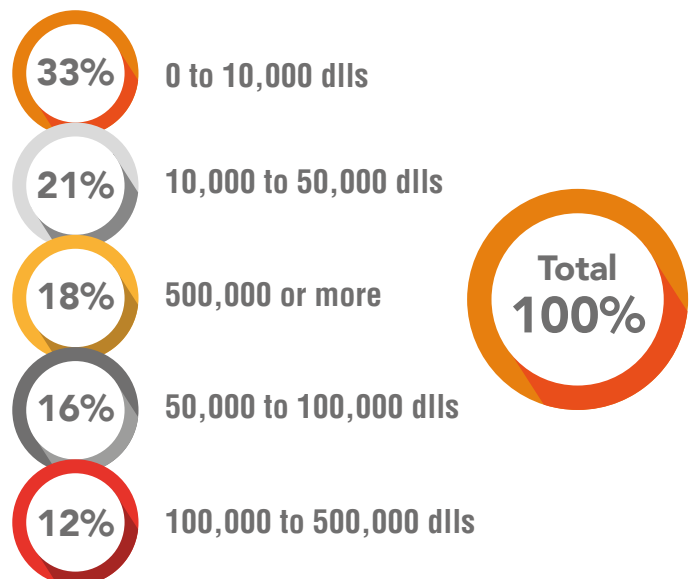 33% 0 to 10,000 dlls
21% 10,000 to 50,000 dlls
18% 500,000 or more
16% 50,000 to 100,000 dlls
12% 100,000 to 500,000 dlls
Total
100%